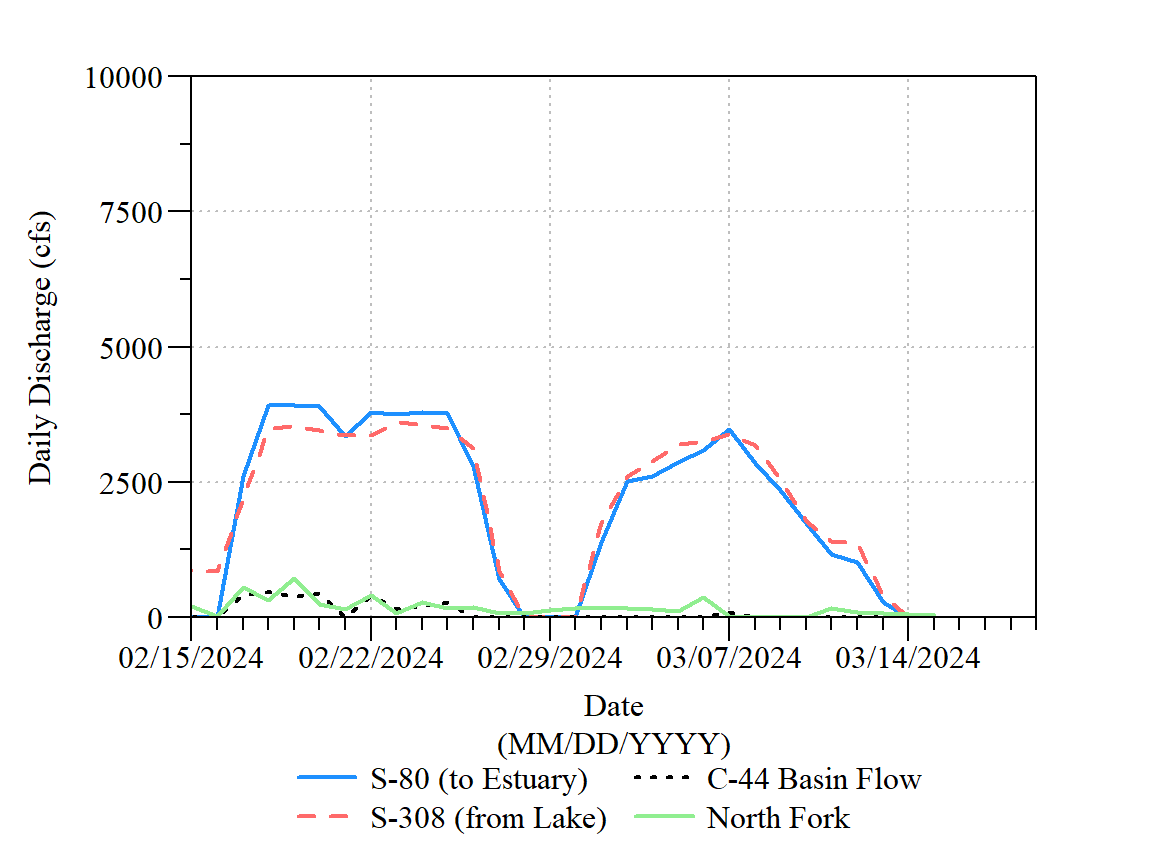 10000
7500
5000
2500
0
Daily Discharge (cfs)
02/15/2024 02/22/2024 02/29/2024 03/07/2024 03/14/2024
Date
(MM/DD/YYYY)
S-80 (to Estuary) C-44 Basin Flow
S-308 (from Lake) North Fork